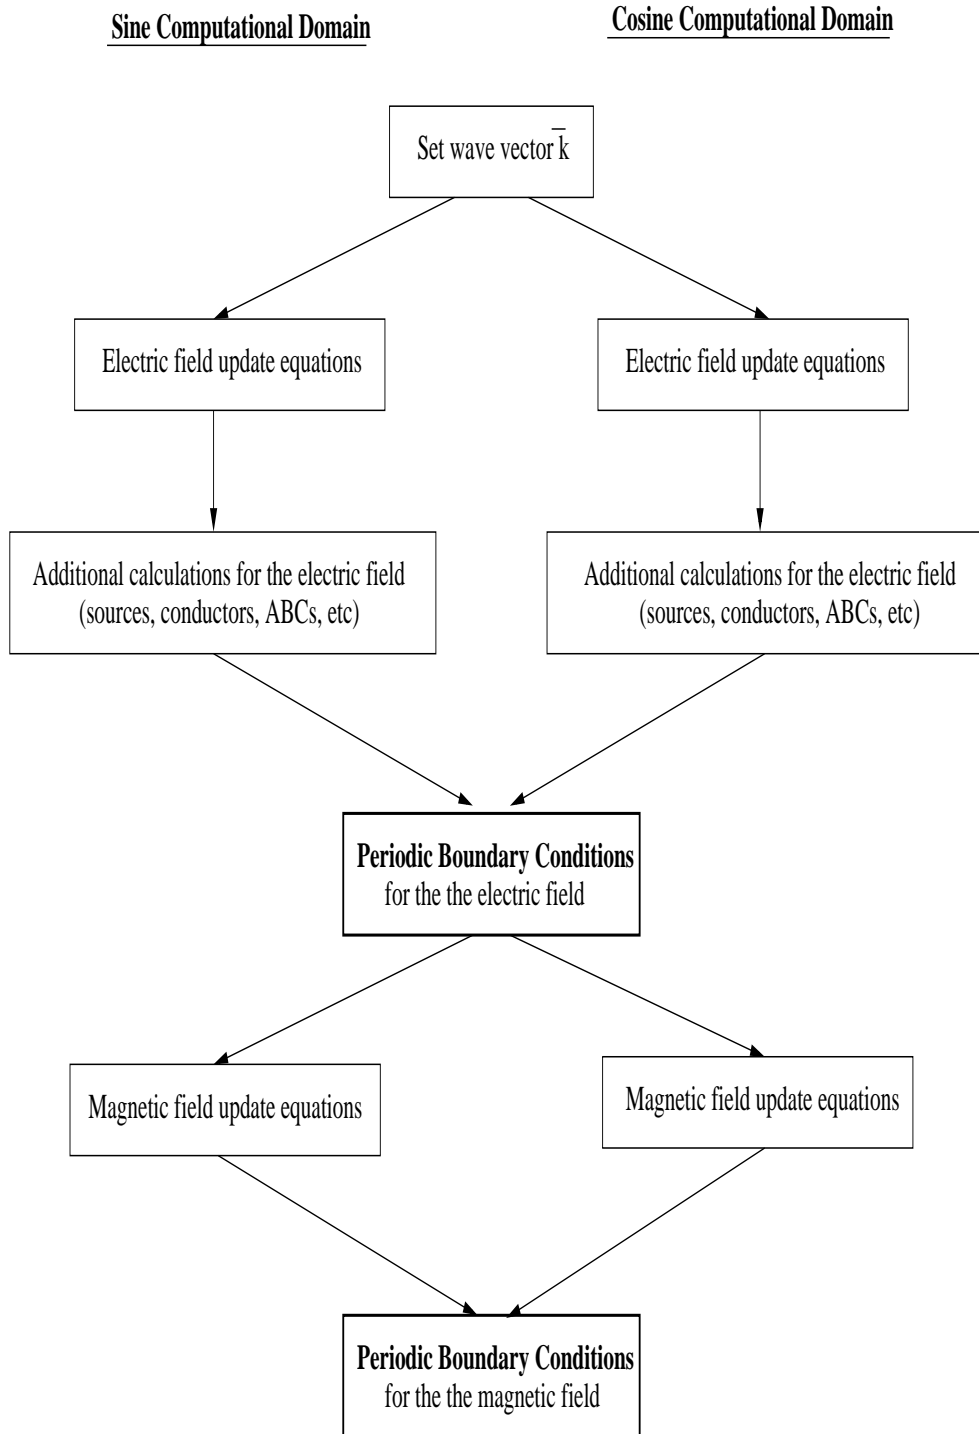 Sine Computational Domain
Cosine Computational Domain
Set wave vector k̅
Electric field update equations
Electric field update equations
Additional calculations for the electric field
(sources, conductors, ABCs, etc)
Additional calculations for the electric field
(sources, conductors, ABCs, etc)
Periodic Boundary Conditions
for the the electric field
Magnetic field update equations
Magnetic field update equations
Periodic Boundary Conditions
for the the magnetic field